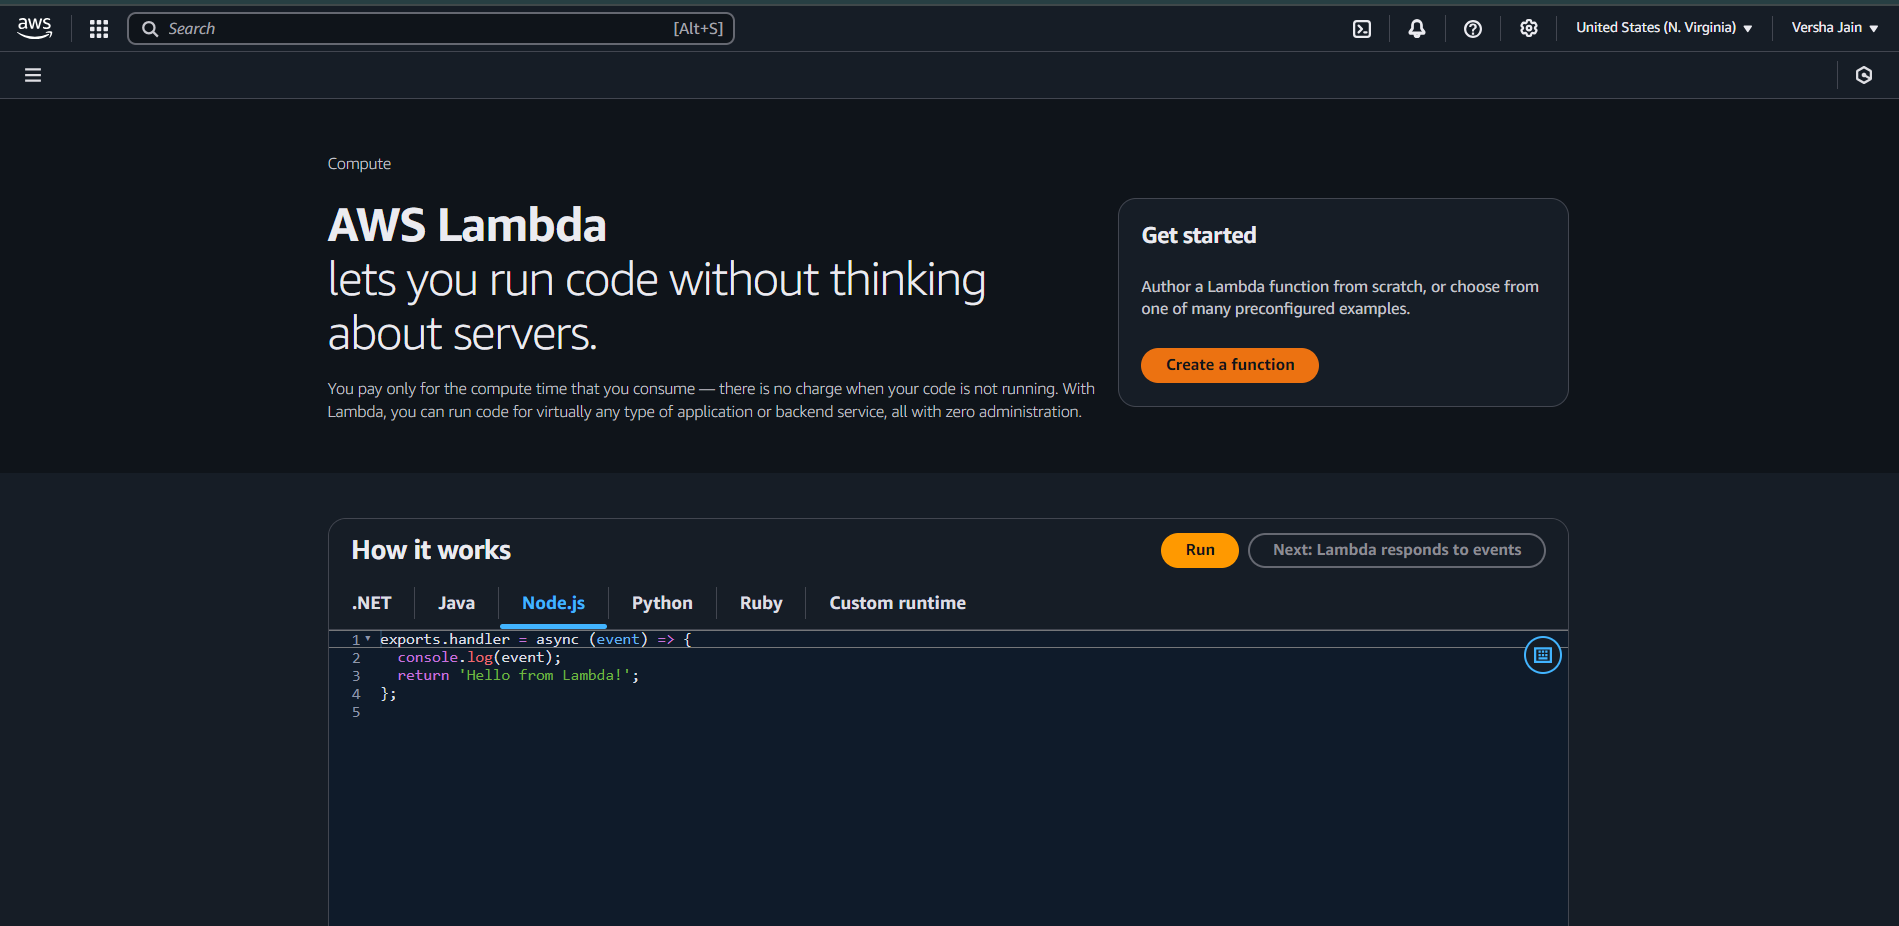 aws
Search [Alt+S]
United States (N. Virginia)
Versha Jain
Compute
AWS Lambda
lets you run code without thinking
about servers.
You pay only for the compute time that you consume — there is no charge when your code is not running. With
Lambda, you can run code for virtually any type of application or backend service, all with zero administration.
Get started
Author a Lambda function from scratch, or choose from
one of many preconfigured examples.
Create a function
How it works
Run
Next: Lambda responds to events
.NET
Java
Node.js
Python
Ruby
Custom runtime
1 exports.handler = async (event) => {
2   console.log(event);
3   return 'Hello from Lambda!';
4 };
5